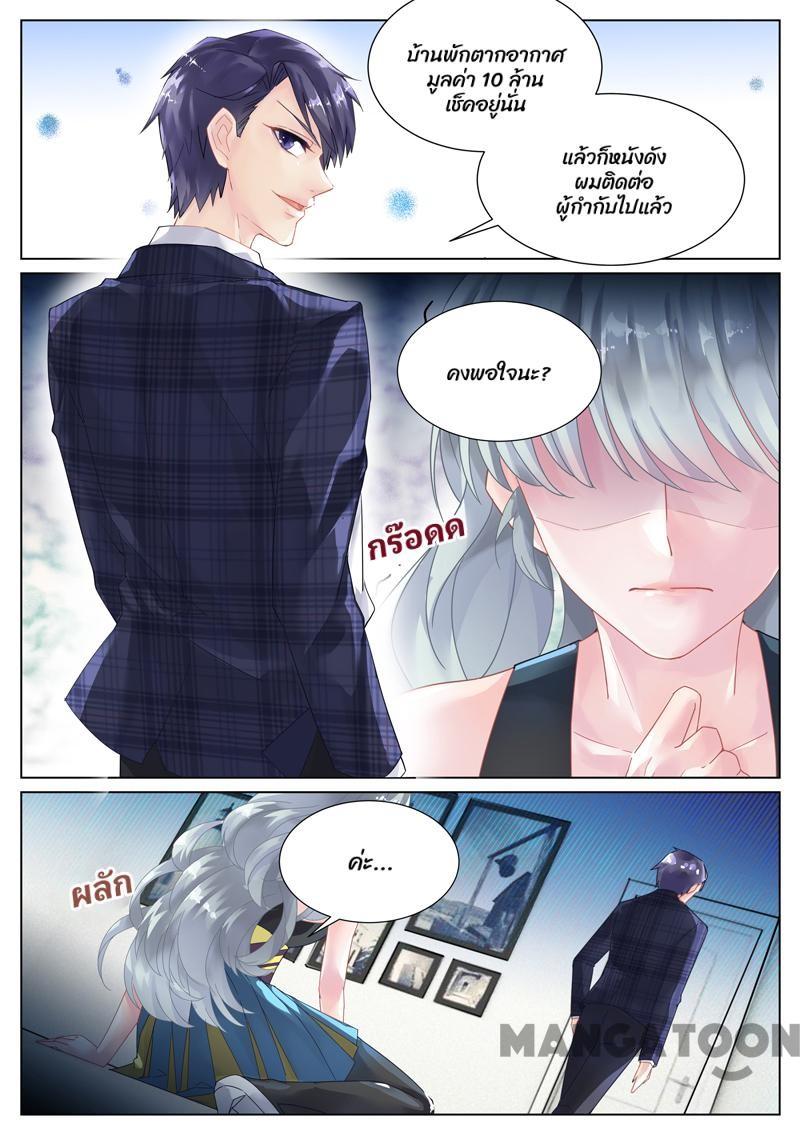 บ้านพักตากอากาศ
มูลค่า 10 ล้าน
เช็คอยู่นั่น
แล้วก็หนังดัง
ผมติดต่อ
ผู้กำกับไปแล้ว
คงพอใจนะ?
กร๊อดด
ค่ะ...
ผลัก
MANGATOON